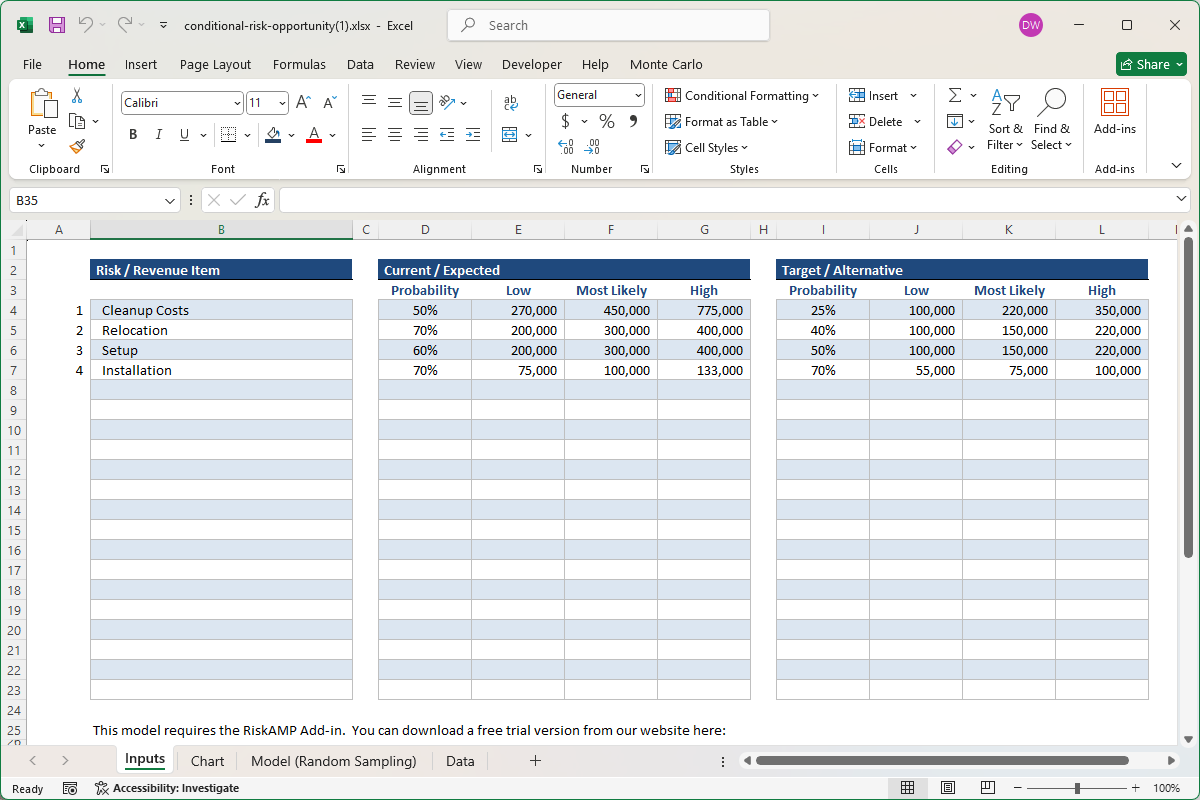 conditional-risk-opportunity(1).xlsx - Excel
Search
DW
File Home Insert Page Layout Formulas Data Review View Developer Help Monte Carlo Share
Paste
Calibri 11
B I U
A A A
ab
General
$ % 9
.00 .00
Conditional Formatting
Format as Table
Cell Styles
Insert
Delete
Format
Sort & Filter
Find & Select
Add-ins
Clipboard Font Alignment Number Styles Cells Editing Add-ins
B35 fx
A B C D E F G H I J K L
1
2 Risk / Revenue Item Current / Expected Target / Alternative
3 Probability Low Most Likely High Probability Low Most Likely High
4 1 Cleanup Costs 50% 270,000 450,000 775,000 25% 100,000 220,000 350,000
5 2 Relocation 70% 200,000 300,000 400,000 40% 100,000 150,000 220,000
6 3 Setup 60% 200,000 300,000 400,000 50% 100,000 150,000 220,000
7 4 Installation 70% 75,000 100,000 133,000 70% 55,000 75,000 100,000
8
9
10
11
12
13
14
15
16
17
18
19
20
21
22
23
24
25 This model requires the RiskAMP Add-in. You can download a free trial version from our website here:
Inputs Chart Model (Random Sampling) Data
Ready Accessibility: Investigate 100%